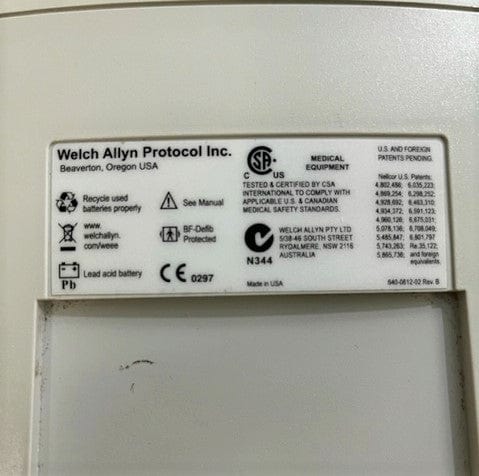 Welch Allyn Protocol Inc.
Beaverton, Oregon USA
Recycle used
batteries properly
See Manual
www.
welchallyn.
com/weee
BF-Defib
Protected
Pb
Lead acid battery
CE 0297
CSA
C US
MEDICAL
EQUIPMENT
TESTED & CERTIFIED BY CSA
INTERNATIONAL TO COMPLY WITH
APPLICABLE U.S. & CANADIAN
MEDICAL SAFETY STANDARDS.
N344
WELCH ALLYN PTY LTD
5/38-46 SOUTH STREET
RYDALMERE, NSW 2116
AUSTRALIA
Made in USA
U.S. AND FOREIGN
PATENTS PENDING.
Nellcor U.S. Patents:
4,802,486; 6,035,223;
4,869,254; 6,298,252;
4,928,692; 6,463,310;
4,934,372; 6,591,123;
4,960,126; 6,675,031;
5,078,136; 6,708,049;
5,485,847; 6,801,797
5,743,263; Re.35,122;
5,865,736; and foreign
equivalents.
640-0612-02 Rev. B